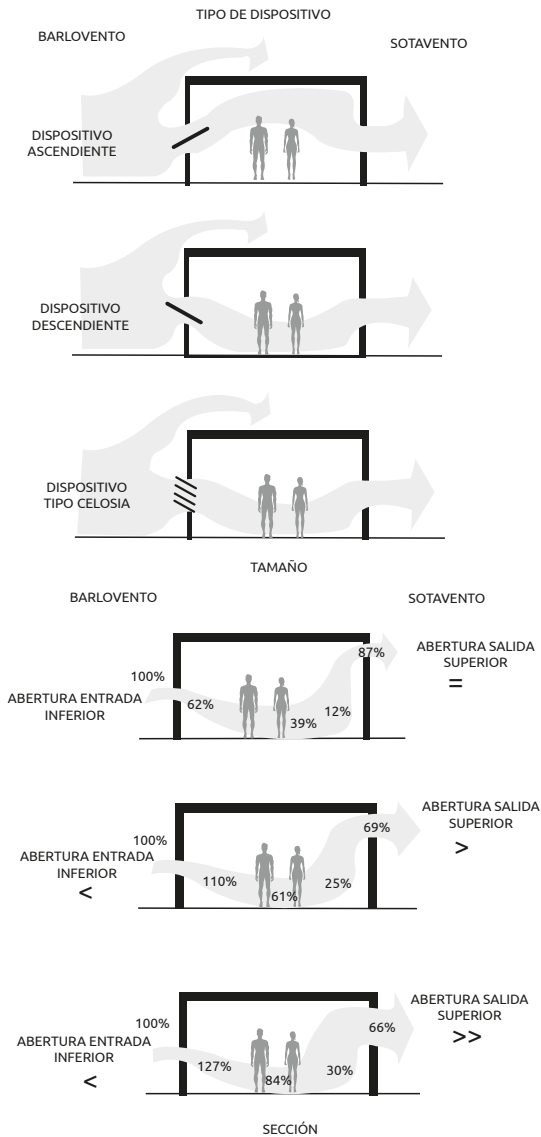 TIPO DE DISPOSITIVO
BARLOVENTO
SOTAVENTO
DISPOSITIVO
ASCENDIENTE
DISPOSITIVO
DESCENDIENTE
DISPOSITIVO
TIPO CELOSIA
TAMAÑO
BARLOVENTO
SOTAVENTO
100%
ABERTURA ENTRADA
INFERIOR
62%
39%
12%
87%
ABERTURA SALIDA
SUPERIOR
=
100%
ABERTURA ENTRADA
INFERIOR
<
110%
61%
25%
69%
ABERTURA SALIDA
SUPERIOR
>
100%
ABERTURA ENTRADA
INFERIOR
<
127%
84%
30%
66%
ABERTURA SALIDA
SUPERIOR
>>
SECCIÓN